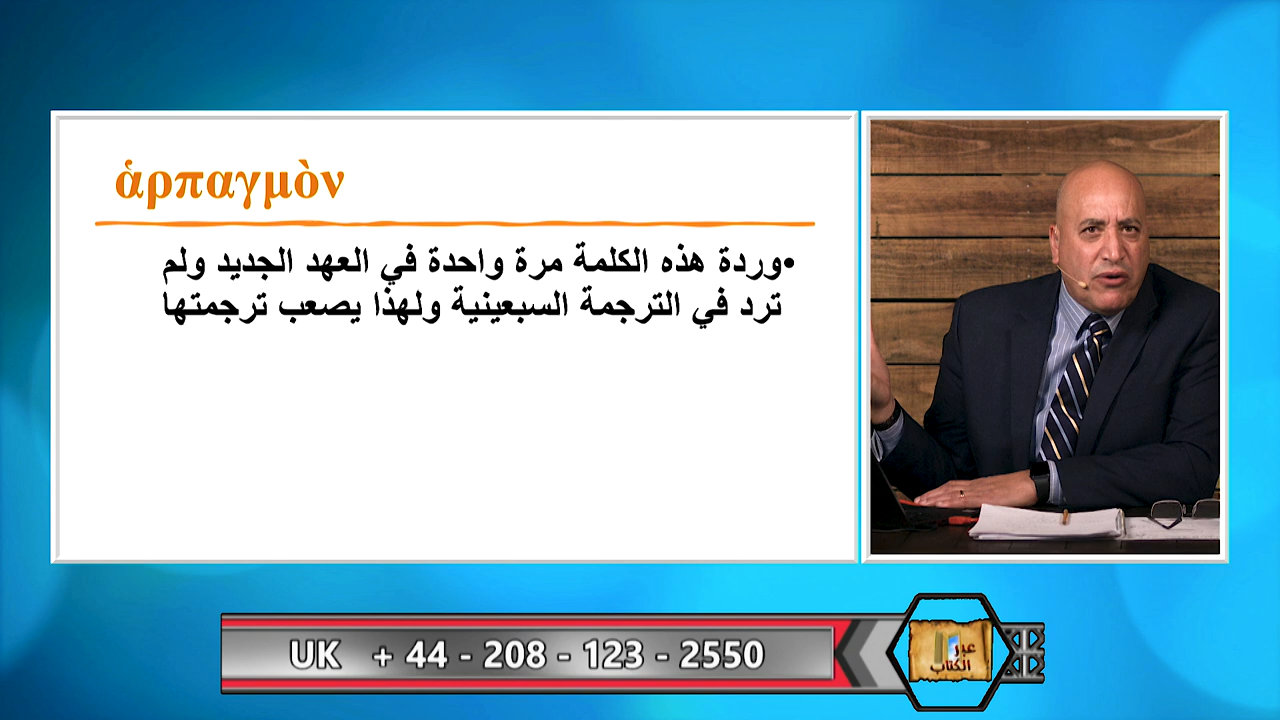 ἁρπαγμὸν
•وردة هذه الكلمة مرة واحدة في العهد الجديد ولم
ترد في الترجمة السبعينية ولهذا يصعب ترجمتها
UK + 44 - 208 - 123 - 2550
عبر
الكتاب